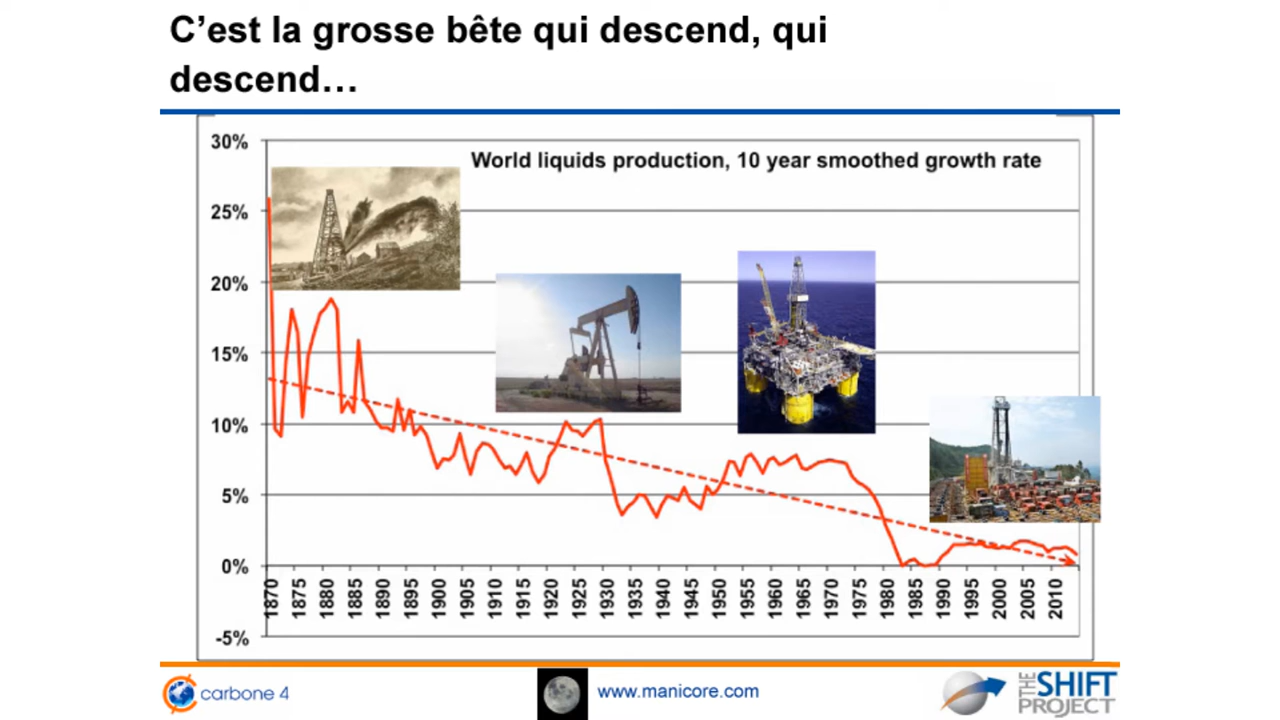 C’est la grosse bête qui descend, qui
descend…
World liquids production, 10 year smoothed growth rate
30%
25%
20%
15%
10%
5%
0%
-5%
1870 1875 1880 1885 1890 1895 1900 1905 1910 1915 1920 1925 1930 1935 1940 1945 1950 1955 1960 1965 1970 1975 1980 1985 1990 1995 2000 2005 2010
carbone 4
www.manicore.com
THE SHIFT
PROJECT